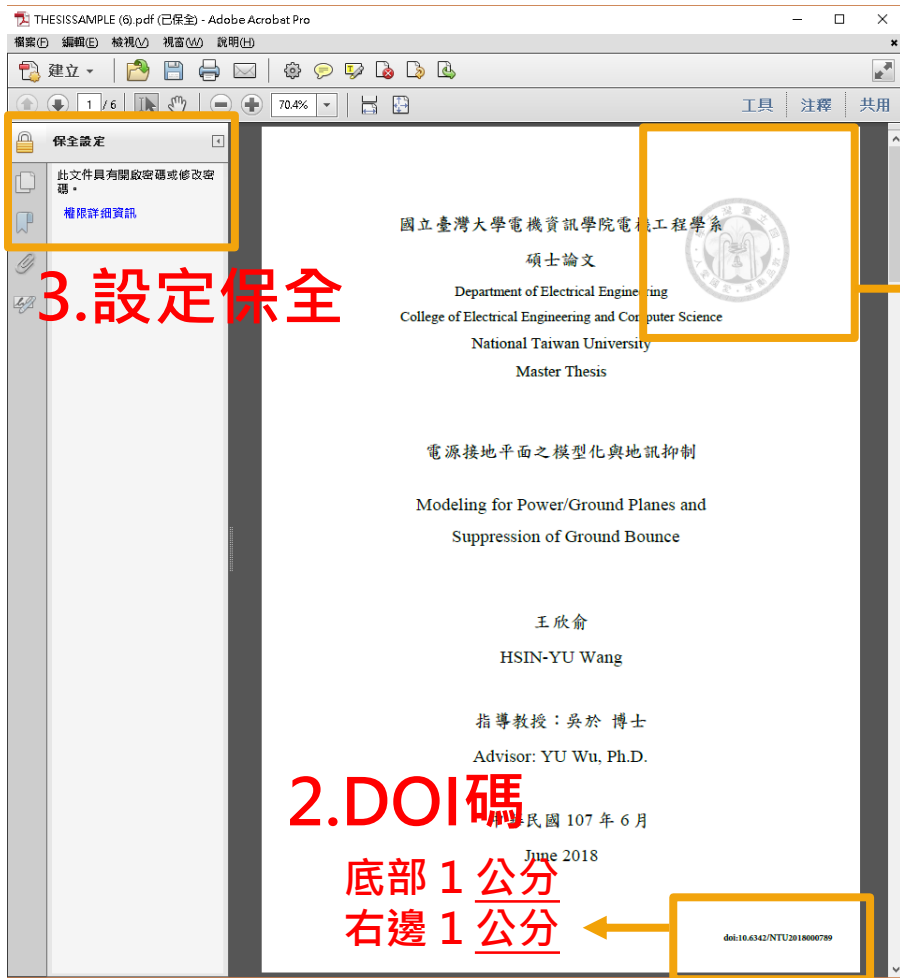 THESISSAMPLE (6).pdf (已保全) - Adobe Acrobat Pro
檔案(F) 編輯(E) 檢視(V) 視窗(W) 說明(H)
建立
1 / 6
70.4%
工具 注釋 共用
保全設定
此文件具有開啟密碼或修改密
碼。
權限詳細資訊
3.設定保全
國立臺灣大學電機資訊學院電機工程學系
碩士論文
Department of Electrical Engineering
College of Electrical Engineering and Computer Science
National Taiwan University
Master Thesis
電源接地平面之模型化與地訊抑制
Modeling for Power/Ground Planes and
Suppression of Ground Bounce
王欣俞
HSIN-YU Wang
指導教授：吳於 博士
Advisor: YU Wu, Ph.D.
2.DOI碼
民國 107 年 6 月
June 2018
底部 1 公分
右邊 1 公分
doi:10.6342/NTU2018000789